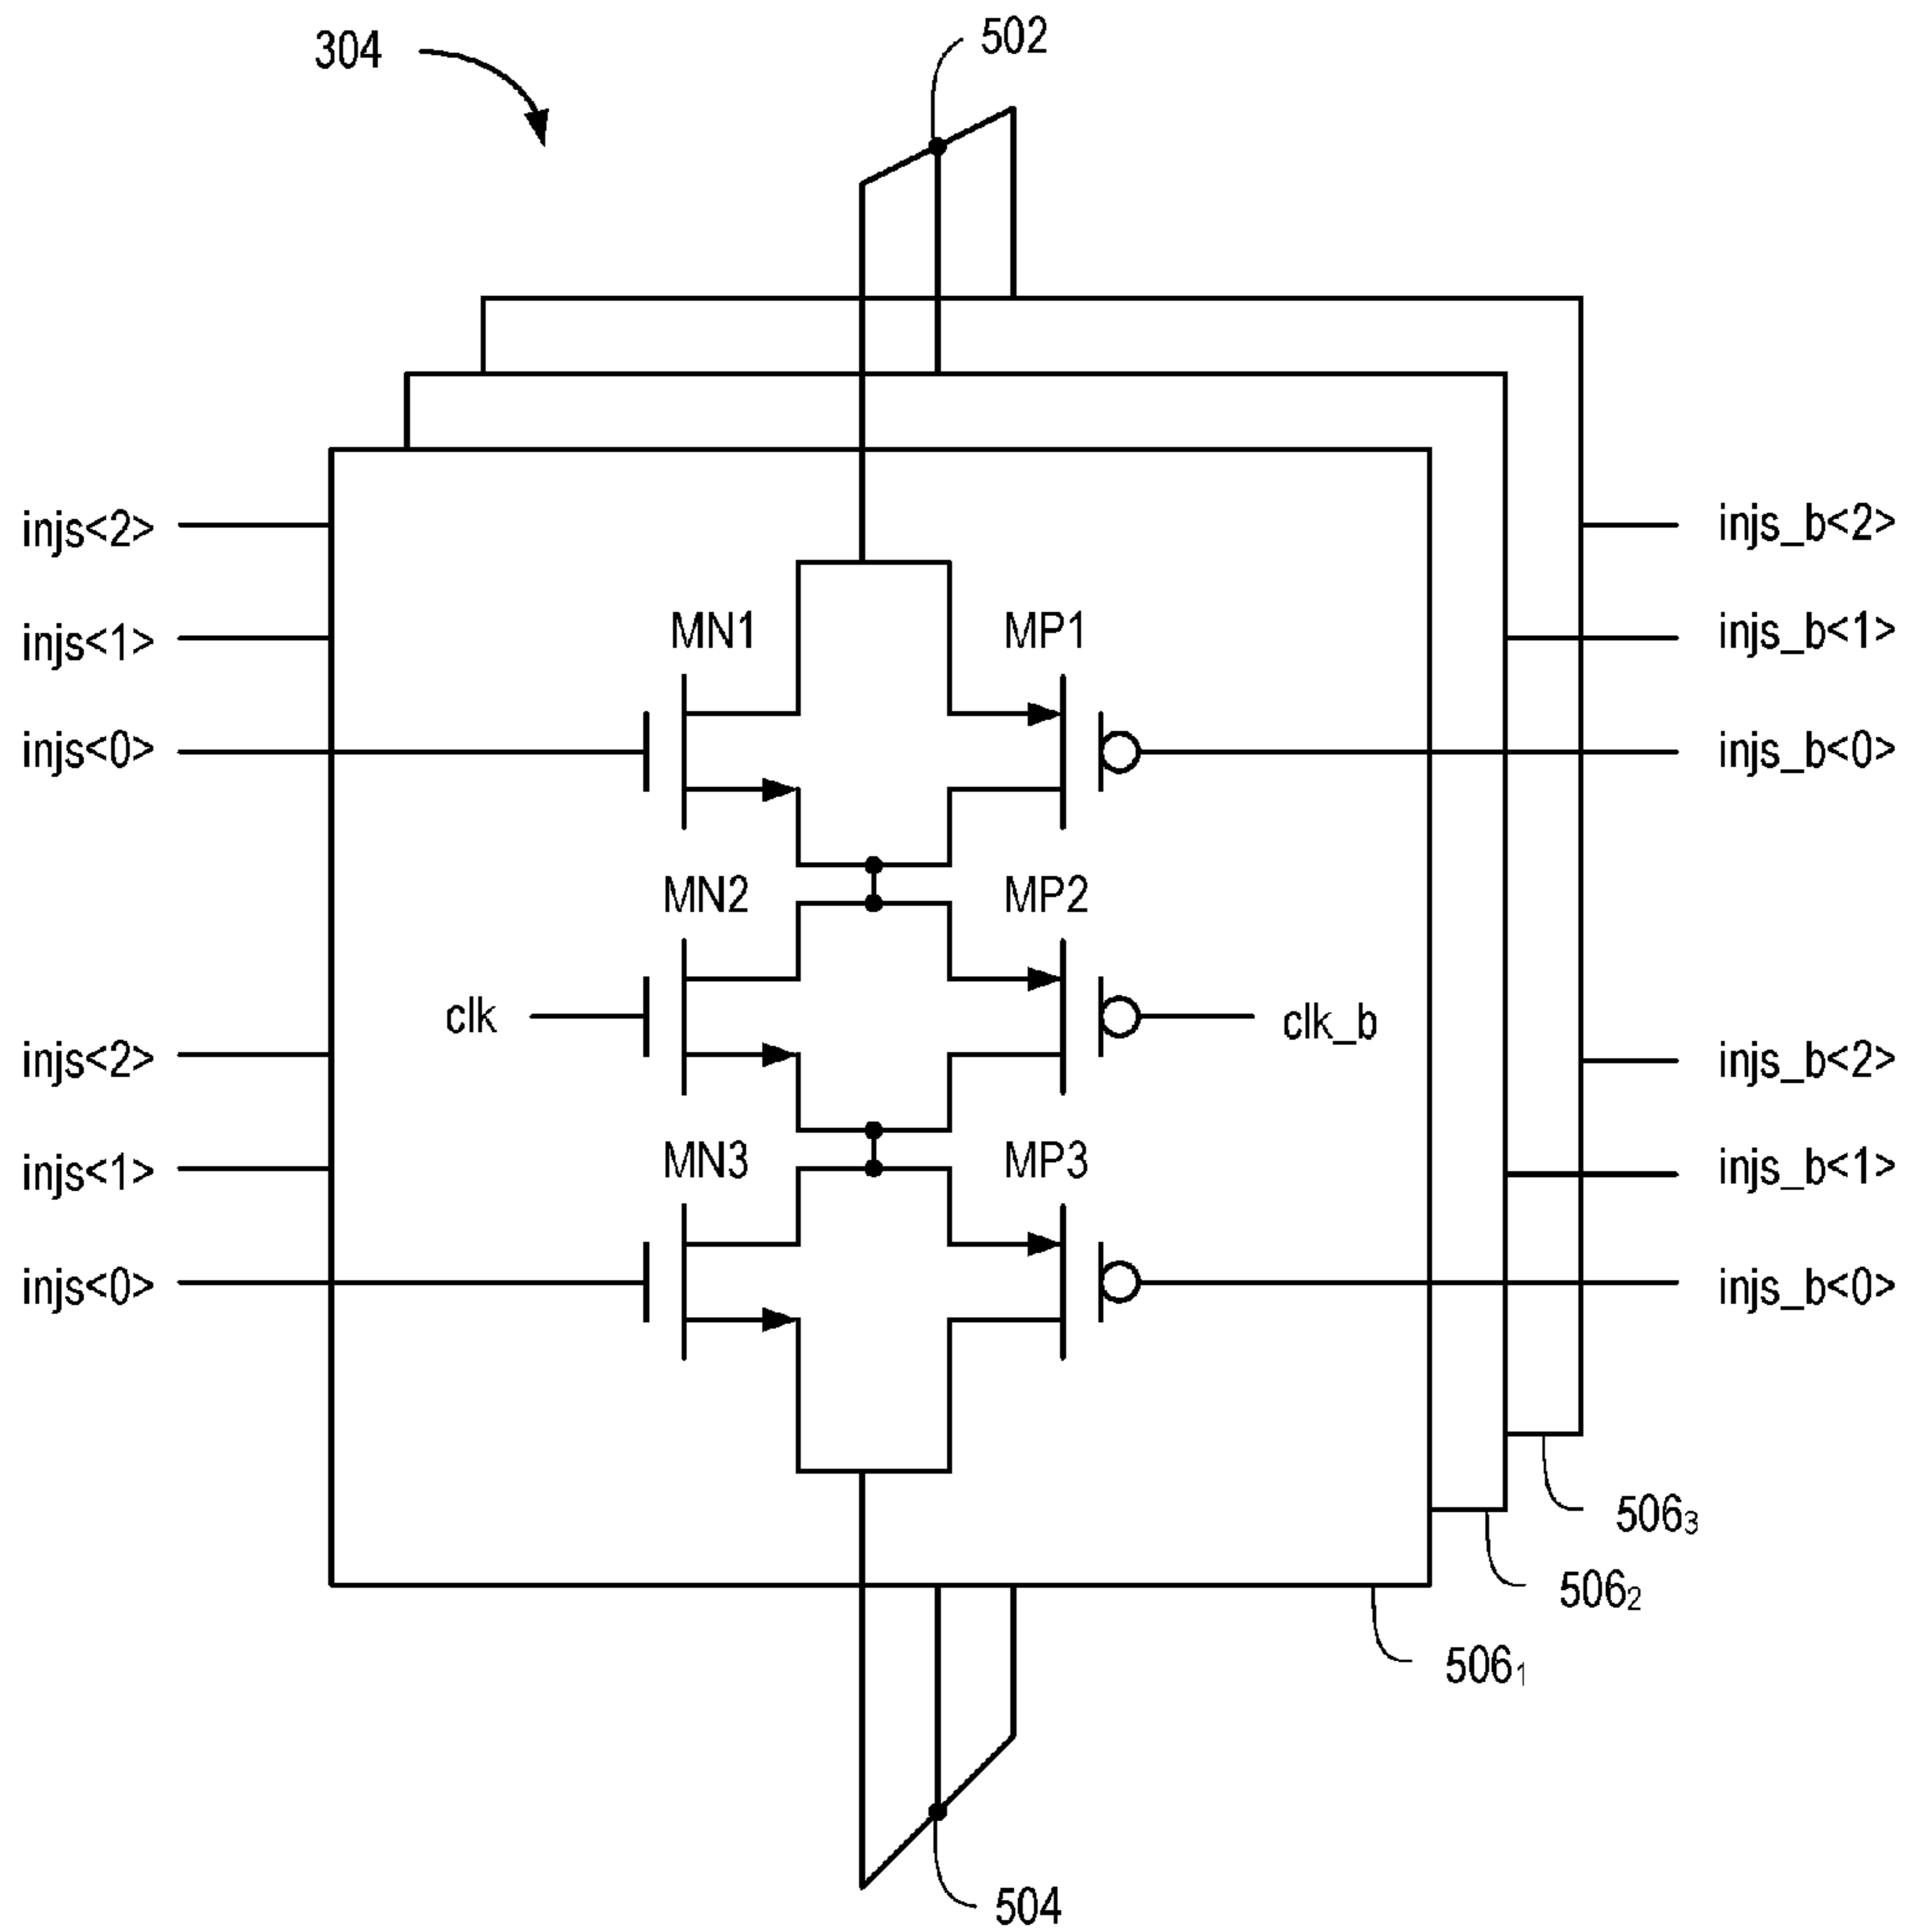 502
304
injs<2>
injs_b<2>
injs<1>
MN1
MP1
injs_b<1>
injs<0>
injs_b<0>
MN2
MP2
clk
clk_b
injs<2>
injs_b<2>
injs<1>
MN3
MP3
injs_b<1>
injs<0>
injs_b<0>
506₃
506₂
506₁
504